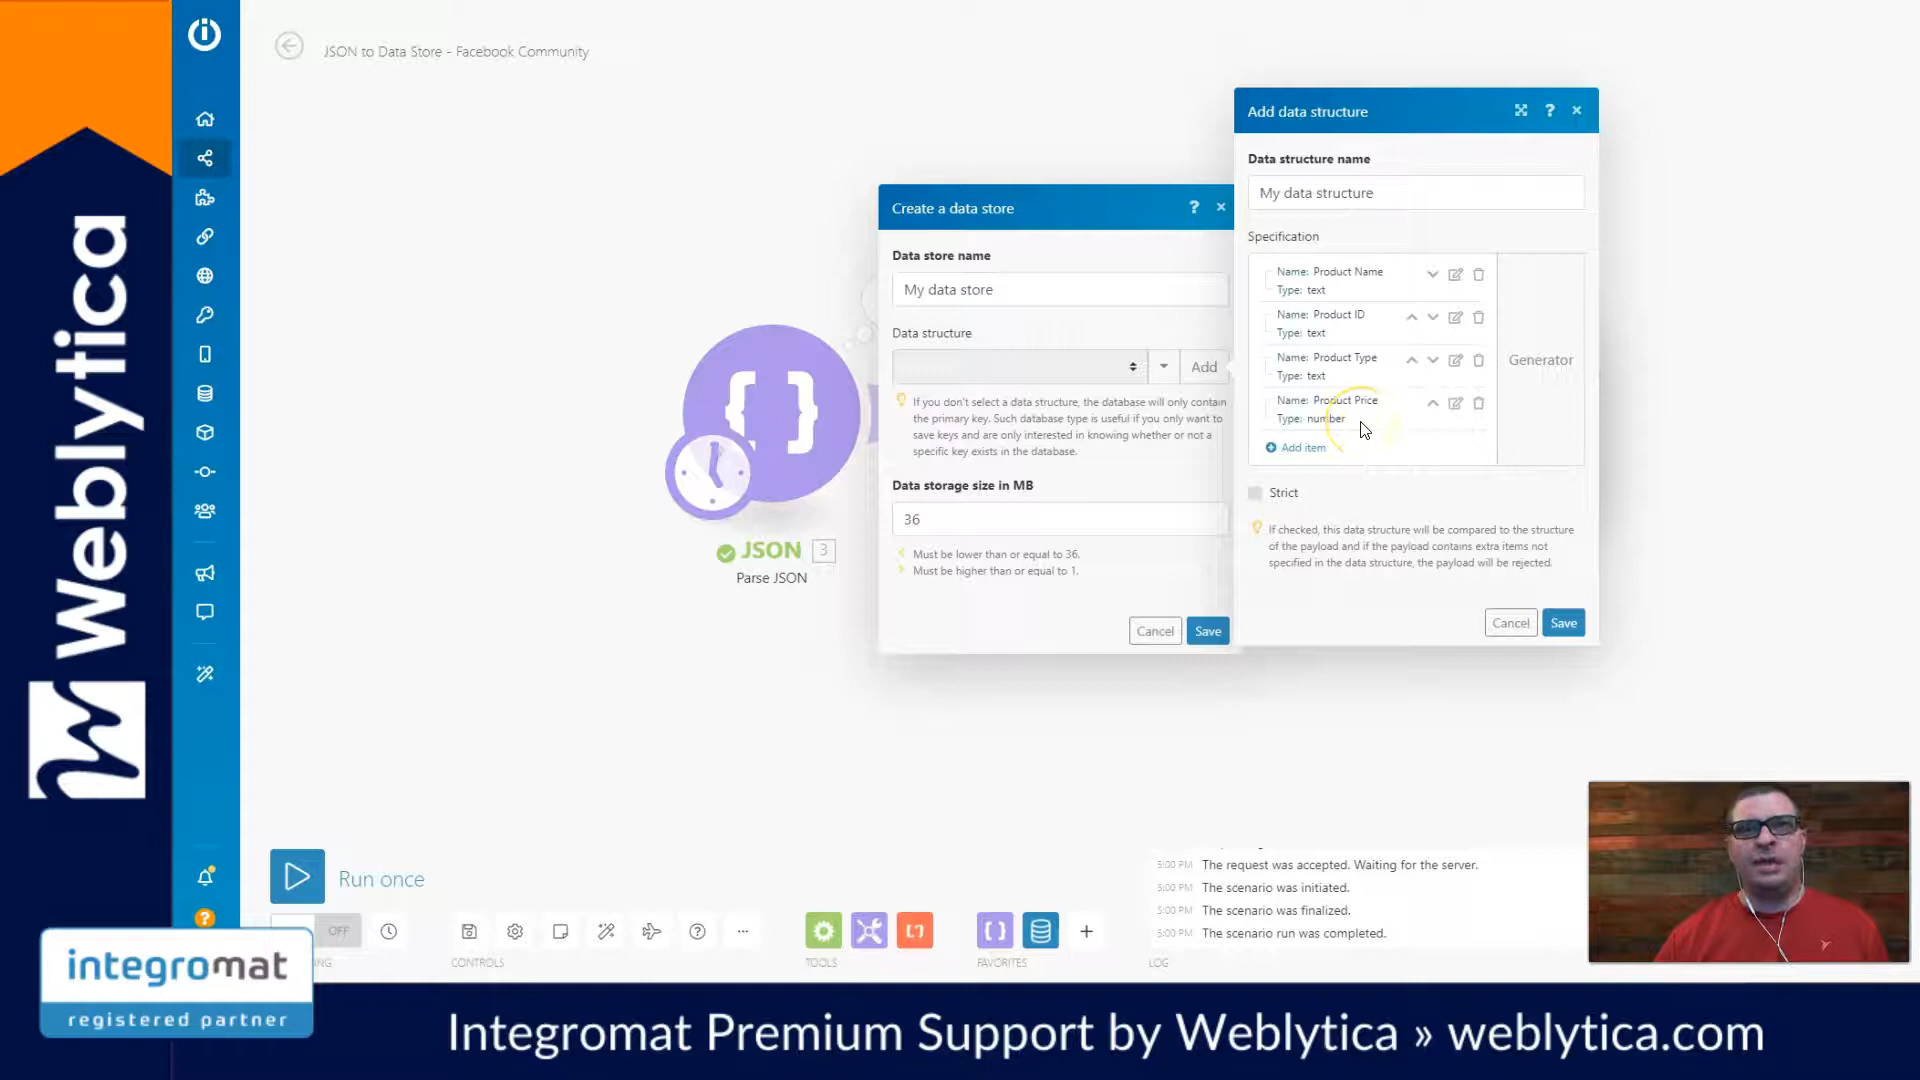 Weblytica
JSON to Data Store - Facebook Community
Add data structure
?
Data structure name
My data structure
Specification
Name: Product Name
Type: text
Name: Product ID
Type: text
Name: Product Type
Type: text
Name: Product Price
Type: number
Add item
Generator
Strict
If checked, this data structure will be compared to the structure
of the payload and if the payload contains extra items not
specified in the data structure, the payload will be rejected.
Cancel
Save
Create a data store
?
Data store name
My data store
Data structure
Add
If you don't select a data structure, the database will only contain
the primary key. Such database type is useful if you only want to
save keys and are only interested in knowing whether or not a
specific key exists in the database.
Data storage size in MB
36
Must be lower than or equal to 36.
Must be higher than or equal to 1.
Cancel
Save
JSON 3
Parse JSON
Run once
OFF
CONTROLS
TOOLS
FAVORITES
LOG
5:00 PM The request was accepted. Waiting for the server.
5:00 PM The scenario was initiated.
5:00 PM The scenario was finalized.
5:00 PM The scenario run was completed.
integromat
registered partner
Integromat Premium Support by Weblytica » weblytica.com